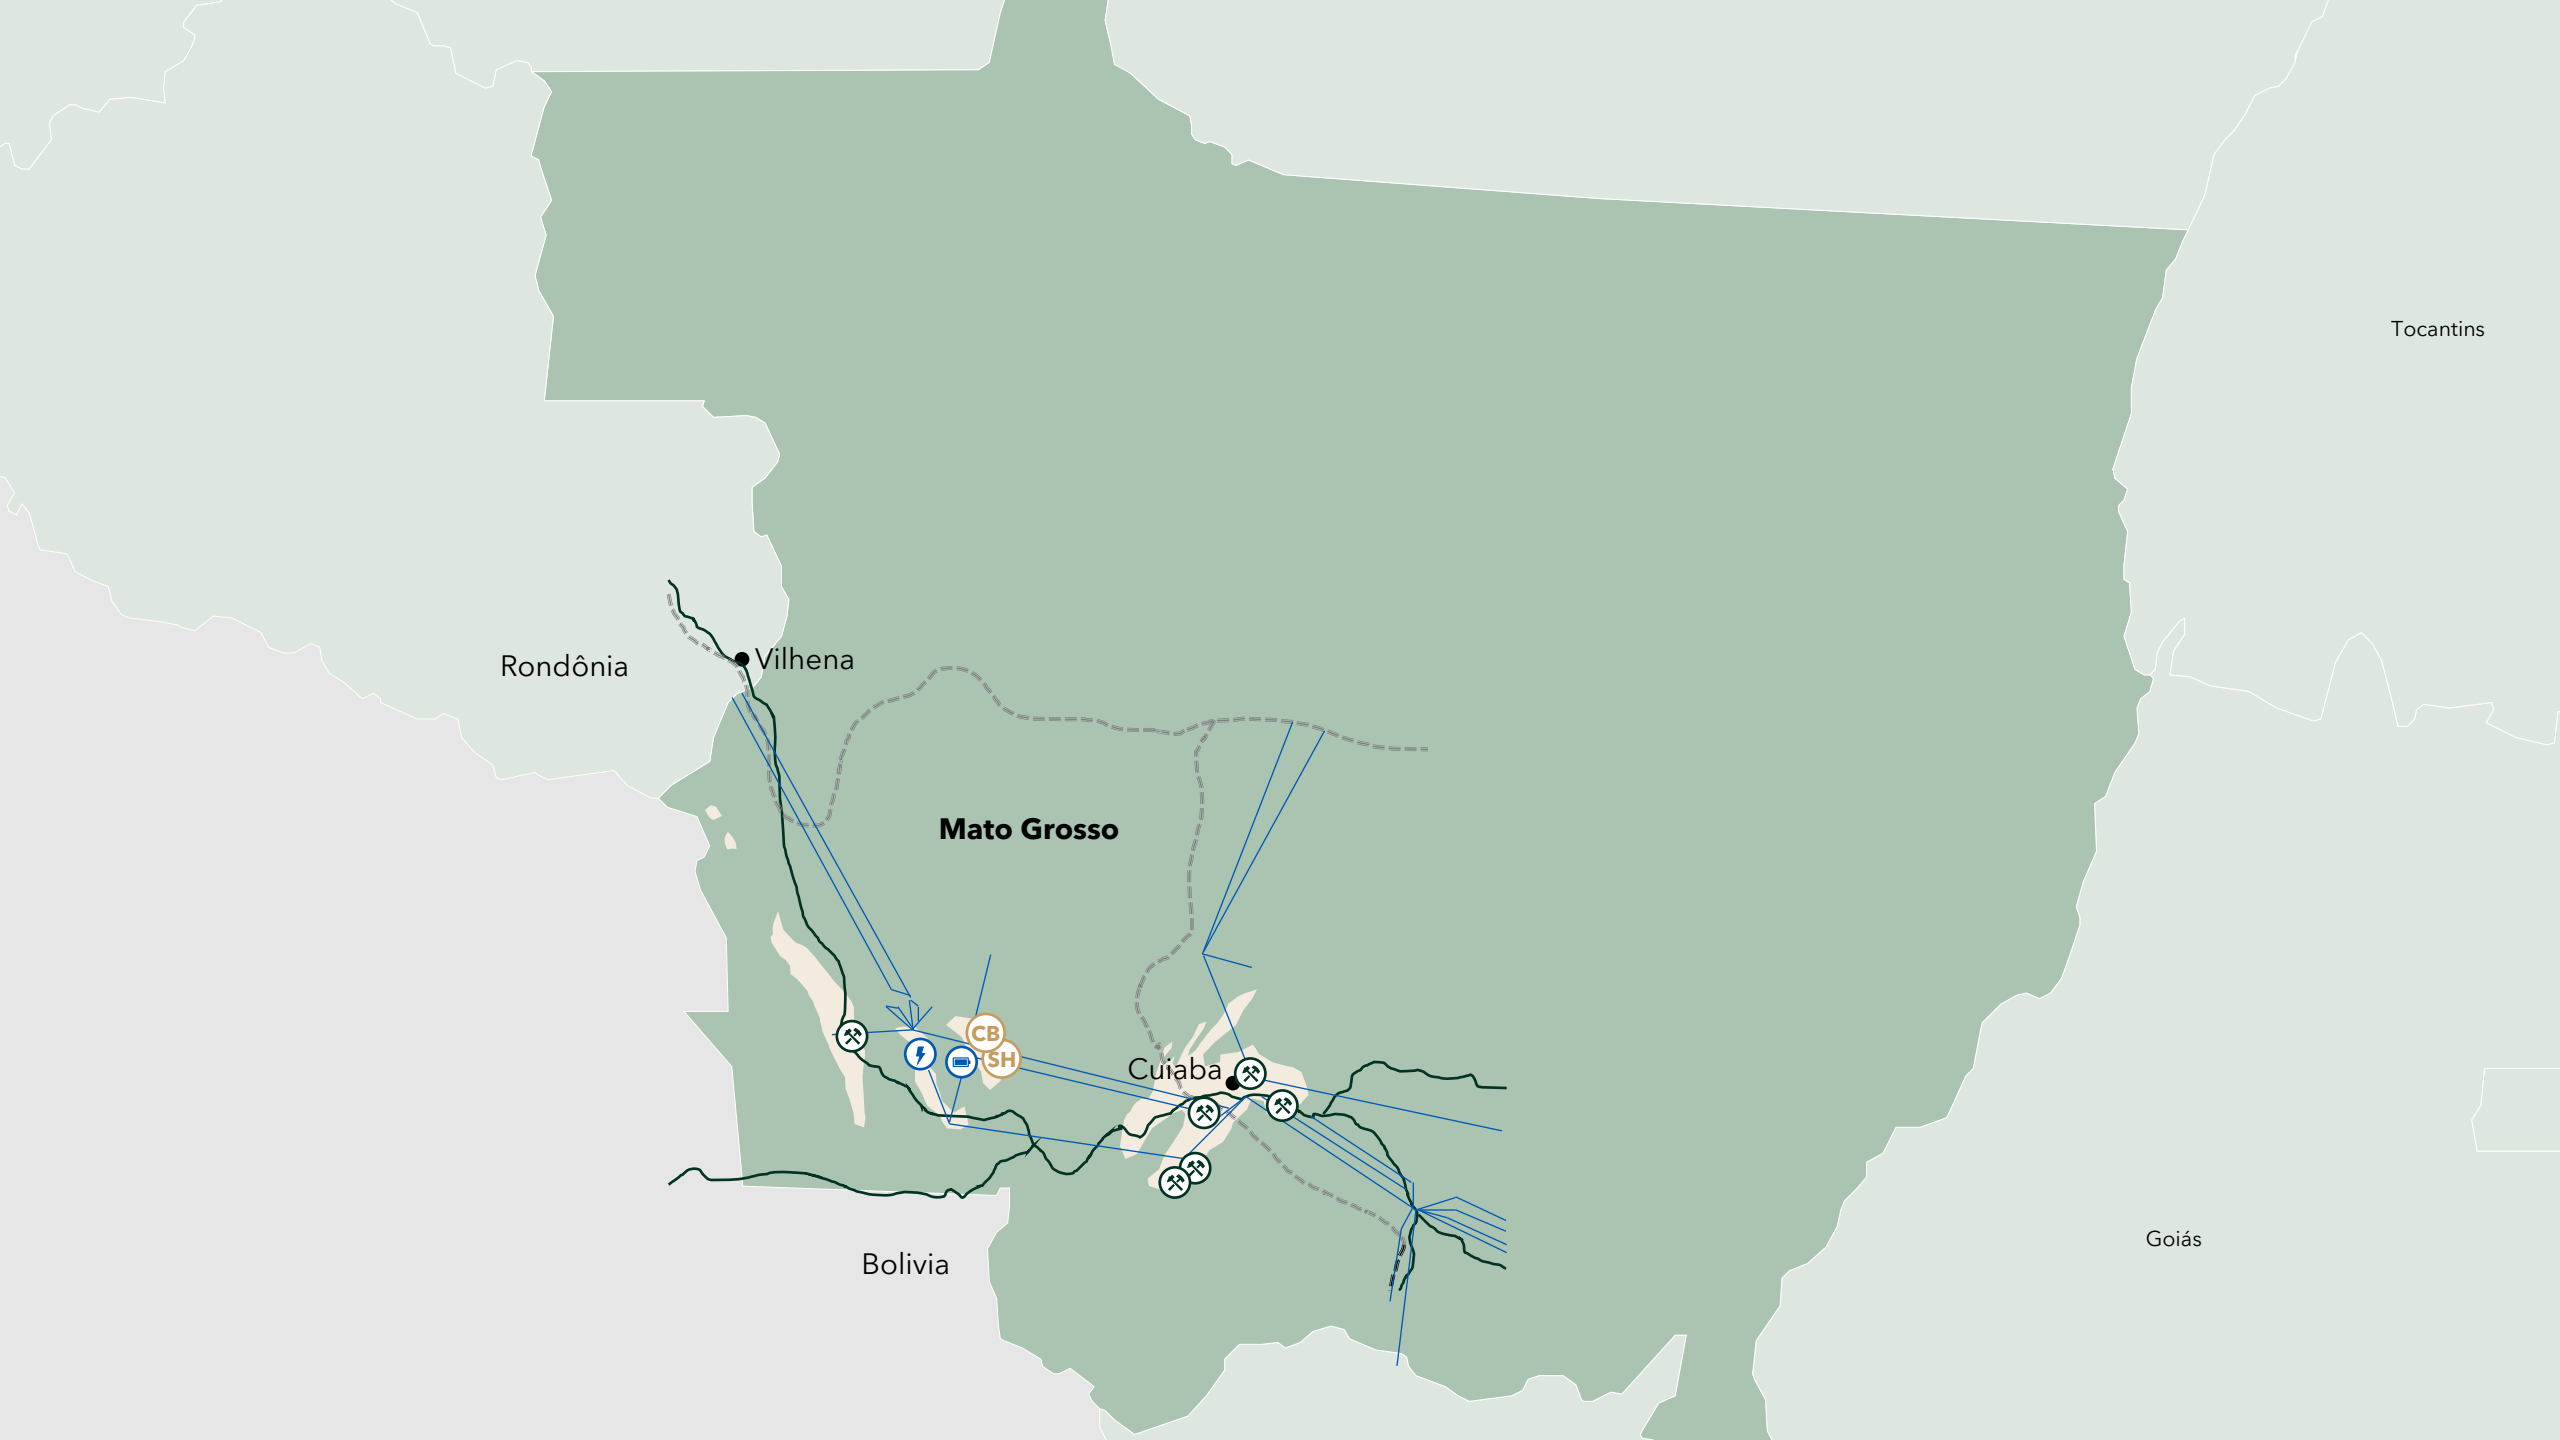 Tocantins
Rondônia
Vilhena
Mato Grosso
CB
SH
Cuiaba
Goiás
Bolivia